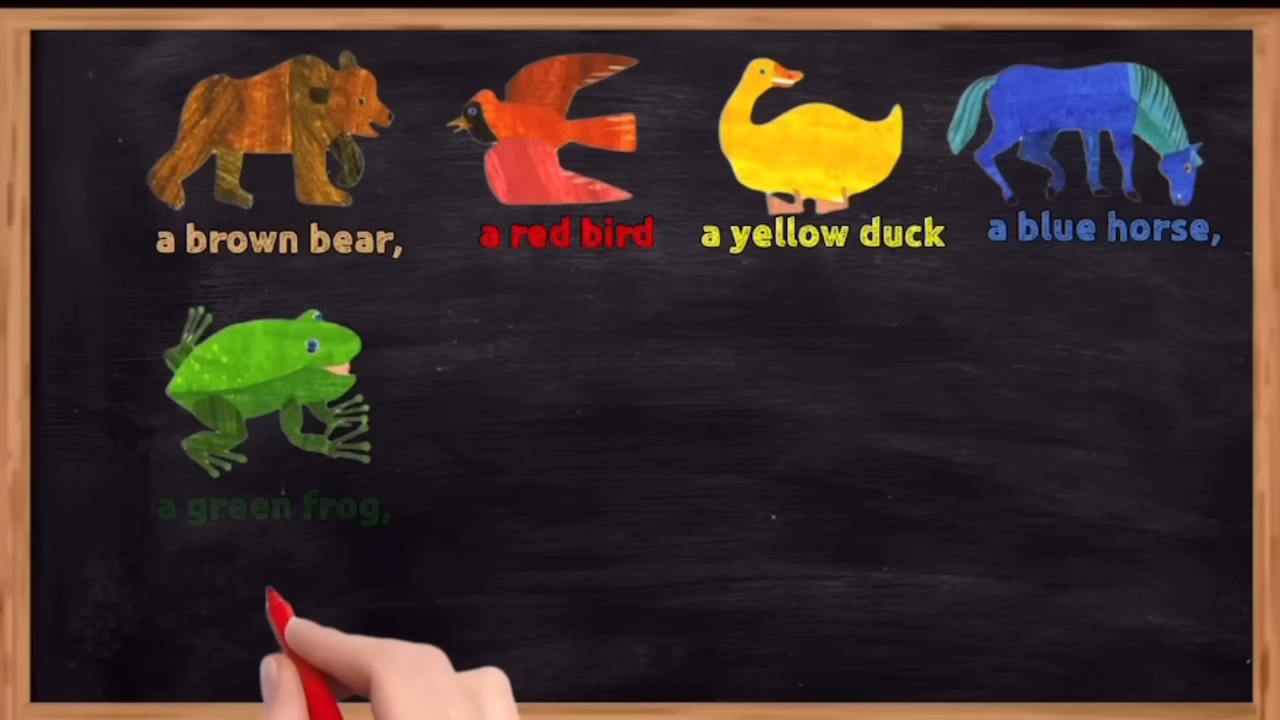 a brown bear,
a red bird
a yellow duck
a blue horse,
a green frog,